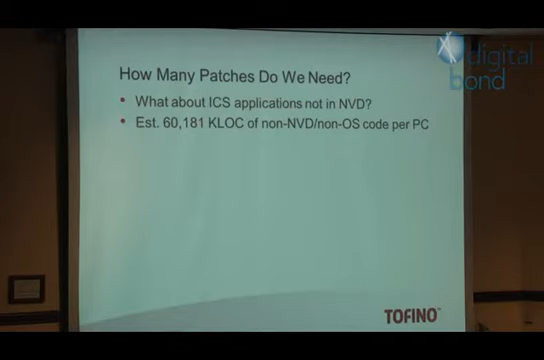 digital
bond
How Many Patches Do We Need?
• What about ICS applications not in NVD?
• Est. 60,181 KLOC of non-NVD/non-OS code per PC
TOFINO™